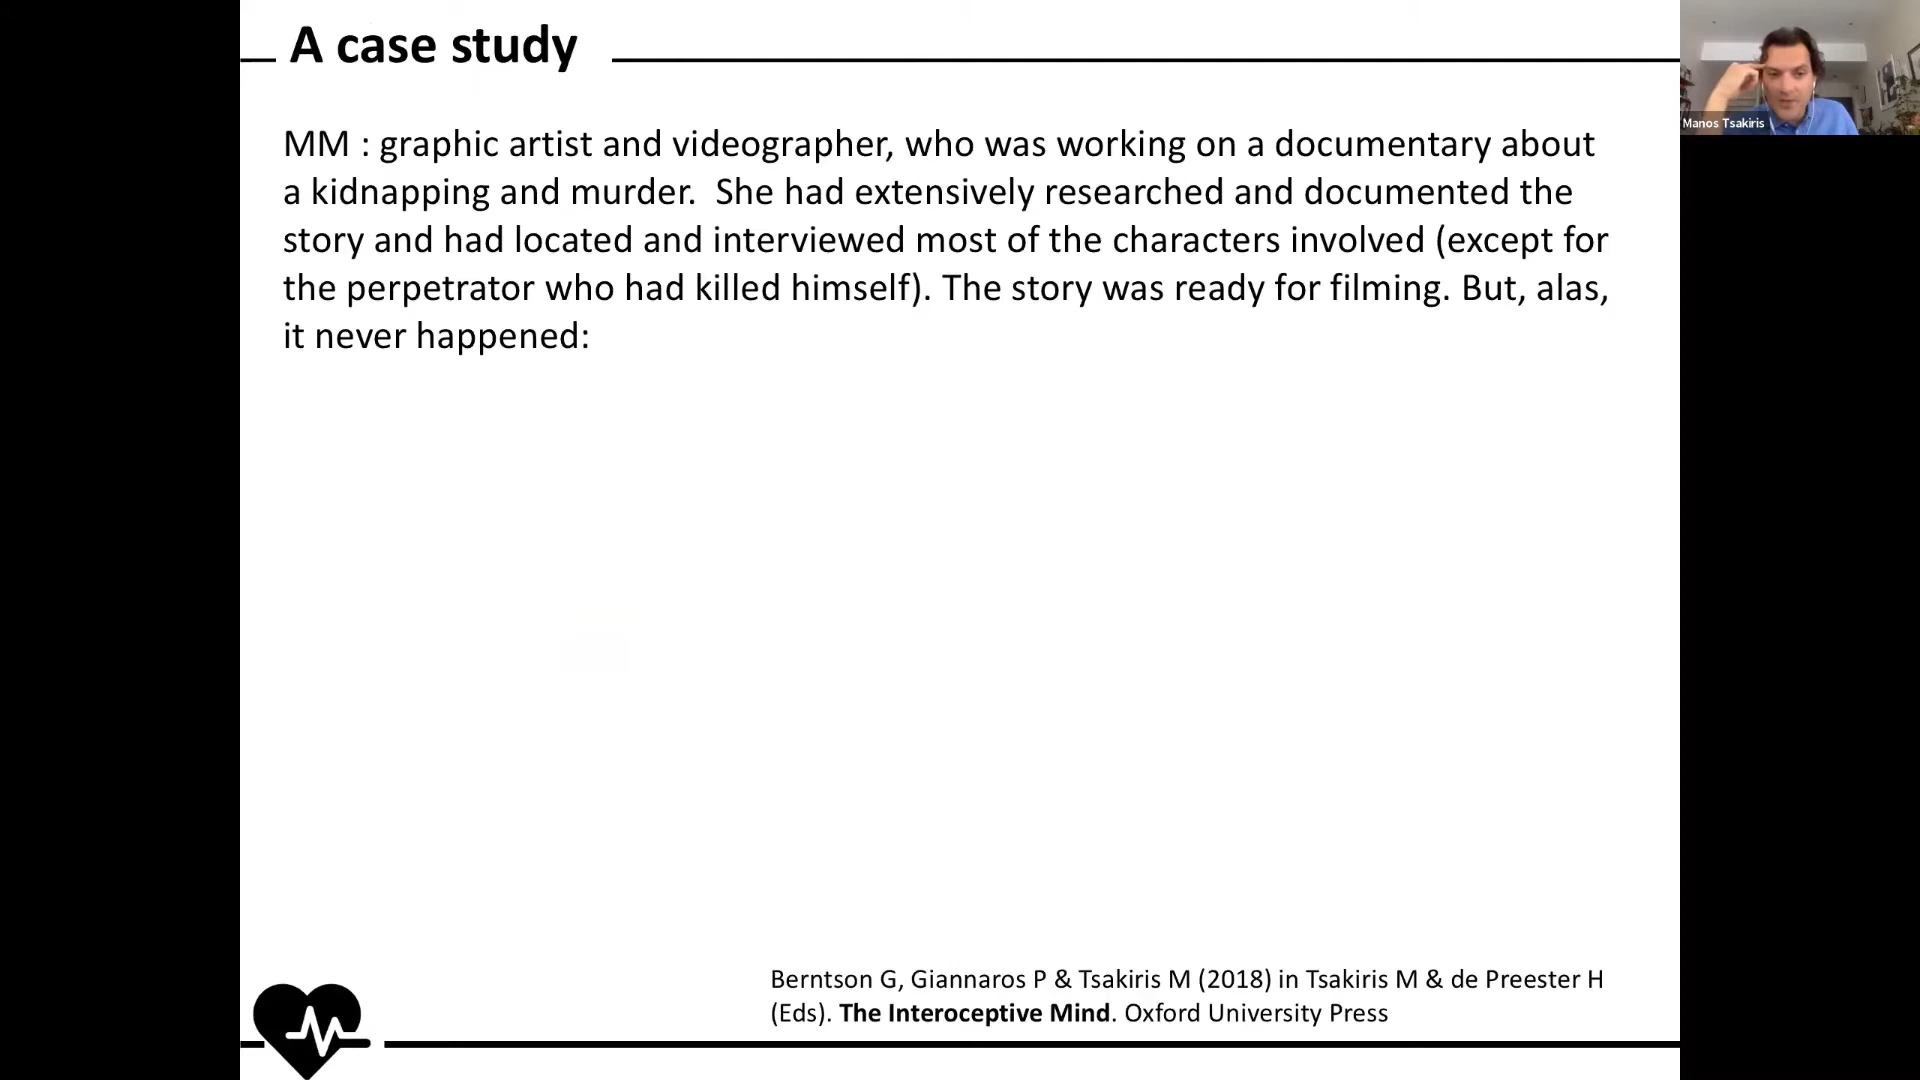 A case study
Manos Tsakiris
MM : graphic artist and videographer, who was working on a documentary about
a kidnapping and murder.  She had extensively researched and documented the
story and had located and interviewed most of the characters involved (except for
the perpetrator who had killed himself). The story was ready for filming. But, alas,
it never happened:
Berntson G, Giannaros P & Tsakiris M (2018) in Tsakiris M & de Preester H
(Eds). The Interoceptive Mind. Oxford University Press